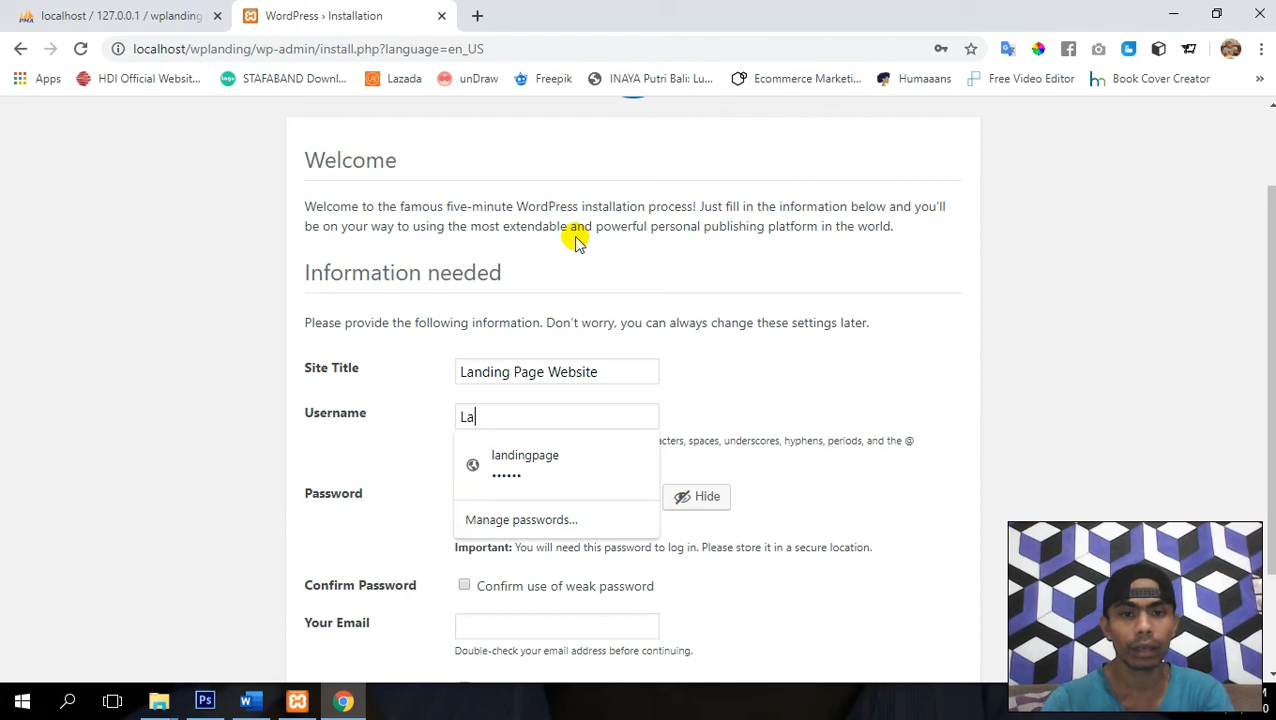 localhost / 127.0.0.1 / wplanding
WordPress › Installation
localhost/wplanding/wp-admin/install.php?language=en_US
Apps
HDI Official Websit...
STAFABAND Downl...
Lazada
unDraw
Freepik
INAYA Putri Bali: Lu...
Ecommerce Marketi...
Humaaans
Free Video Editor
Book Cover Creator
»
Welcome
Welcome to the famous five-minute WordPress installation process! Just fill in the information below and you'll
be on your way to using the most extendable and powerful personal publishing platform in the world.
Information needed
Please provide the following information. Don't worry, you can always change these settings later.
Site Title
Landing Page Website
Username
La
acters, spaces, underscores, hyphens, periods, and the @
landingpage
••••••
Password
Hide
Manage passwords...
Important: You will need this password to log in. Please store it in a secure location.
Confirm Password
Confirm use of weak password
Your Email
Double-check your email address before continuing.